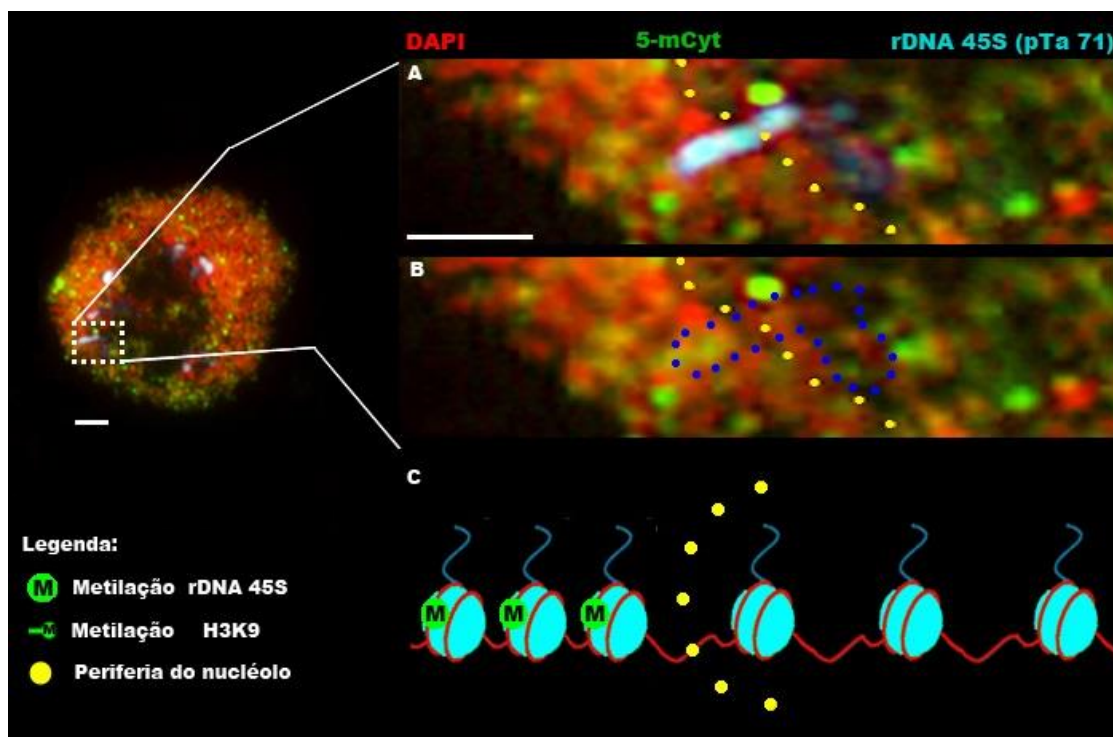 DAPI 5-mCyt rDNA 45S (pTa 71)
A
B
C
Legenda:
M Metilação rDNA 45S
M Metilação H3K9
Periferia do nucléolo
M M M